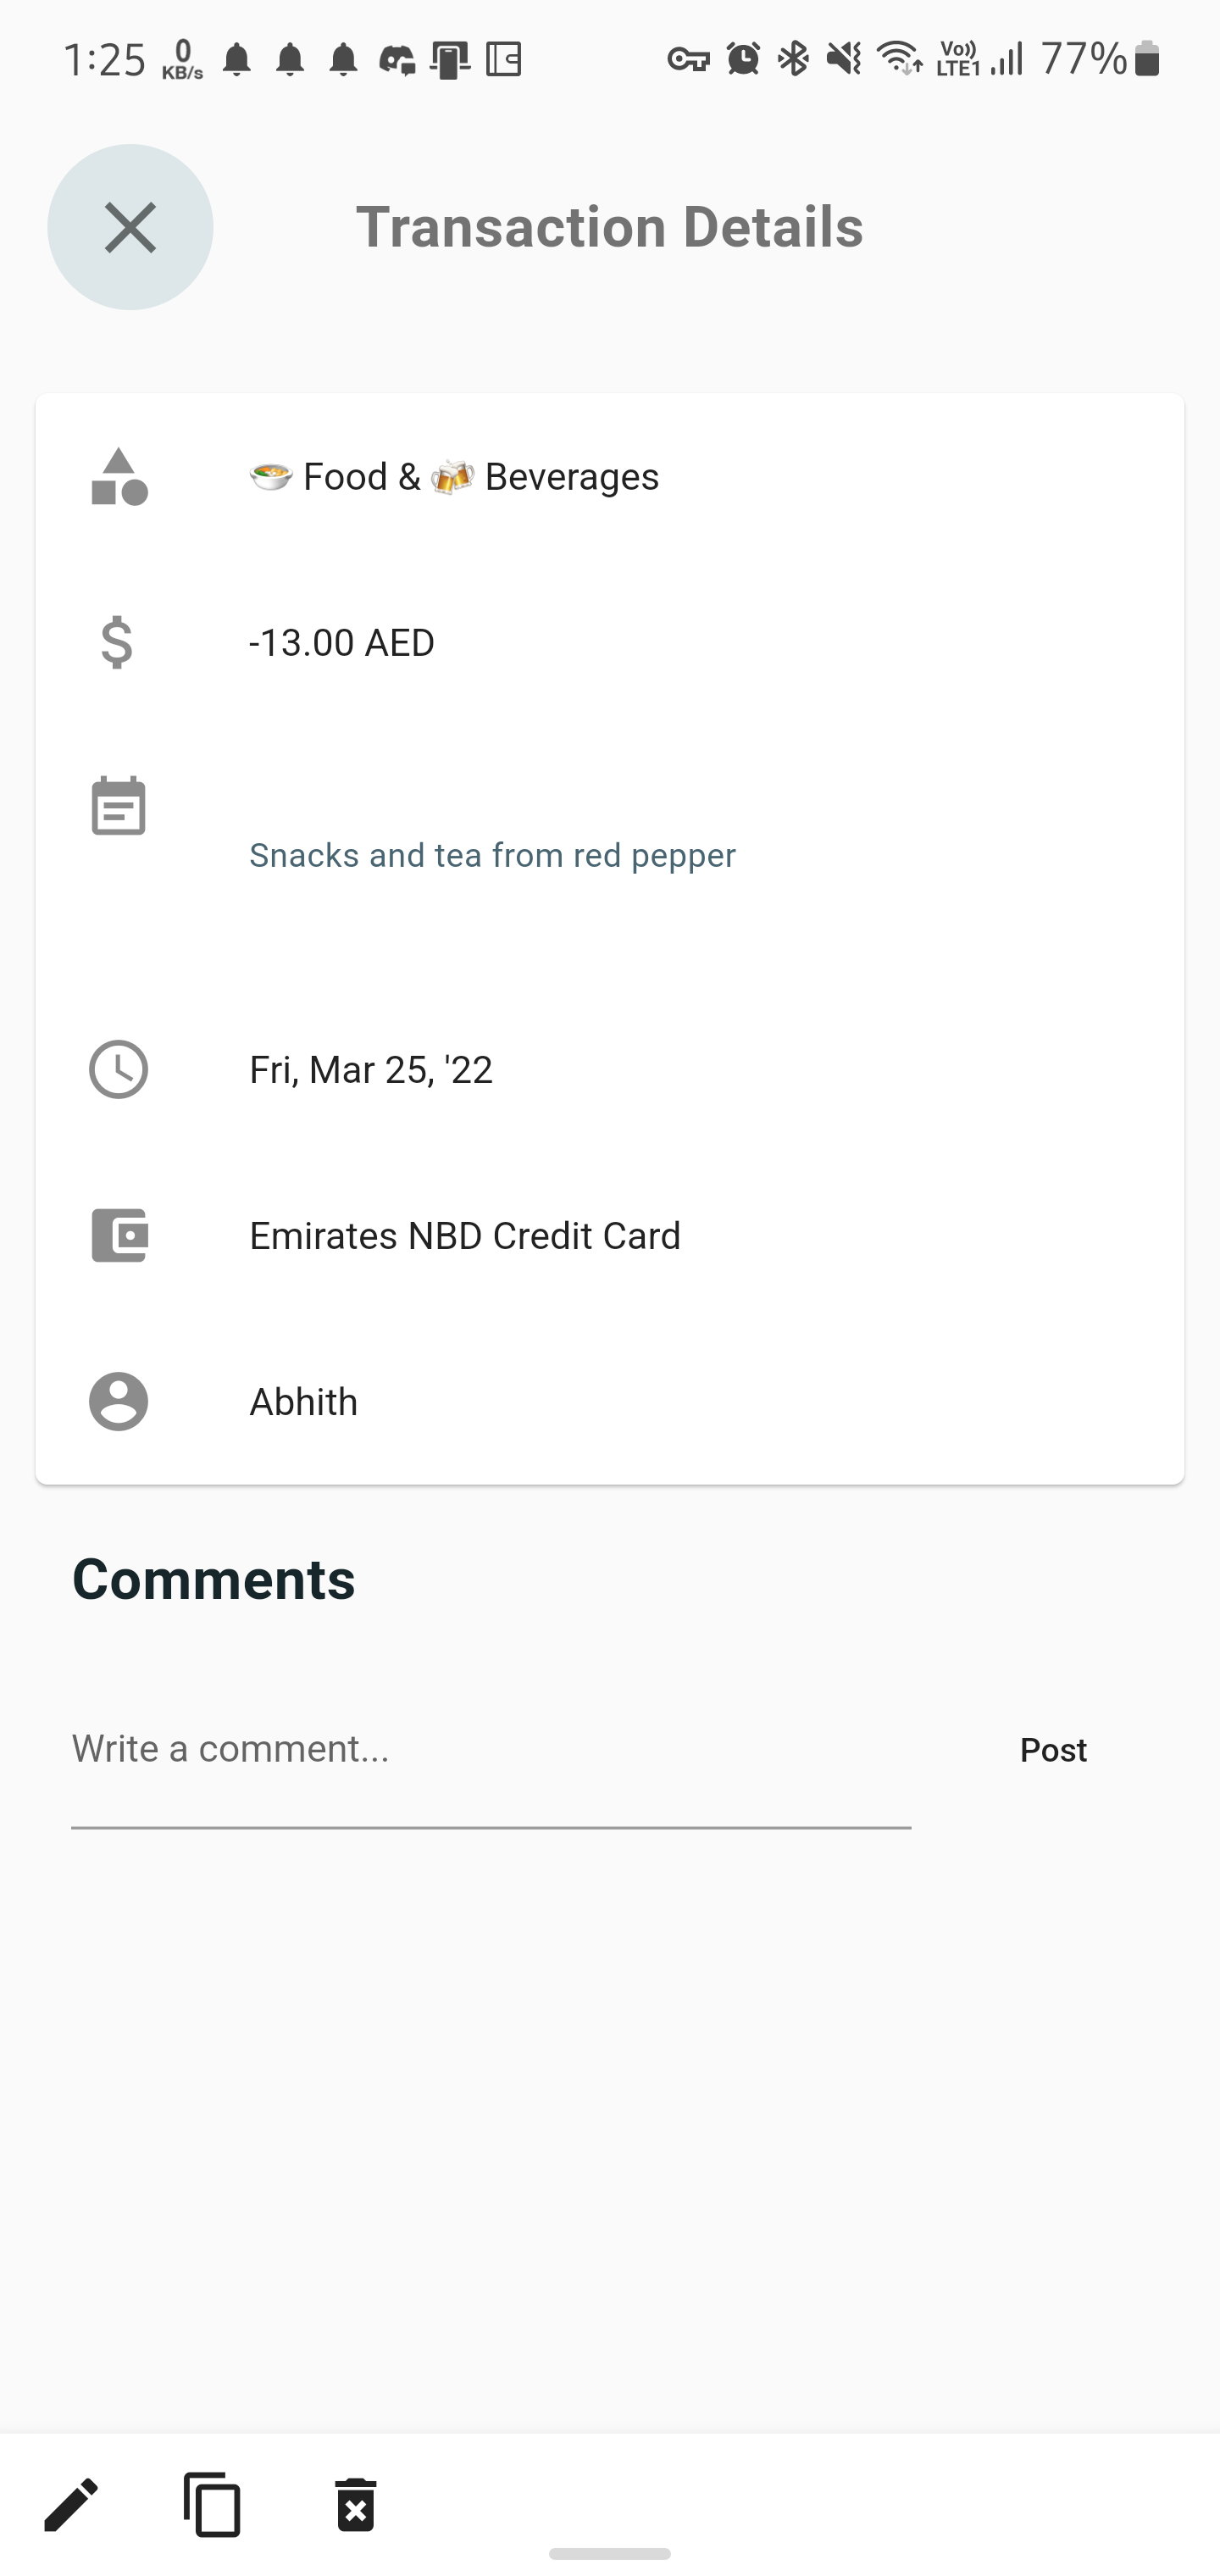 1:25 0 KB/s Vo)) LTE1 77%
Transaction Details
🍲 Food & 🍻 Beverages
-13.00 AED
Snacks and tea from red pepper
Fri, Mar 25, '22
Emirates NBD Credit Card
Abhith
Comments
Write a comment...
Post